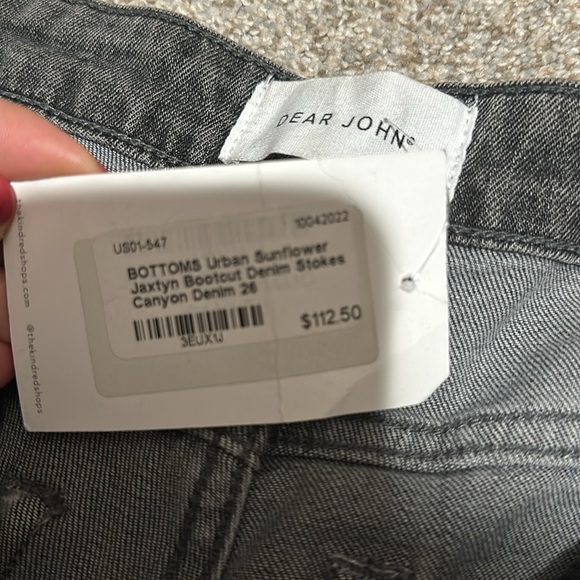 DEAR JOHN®
US01-547
10042022
BOTTOMS Urban Sunflower
Jaxtyn Bootcut Denim Stokes
Canyon Denim 26
3EUX1J
$112.50
thekindredshops.com
@thekindredshops